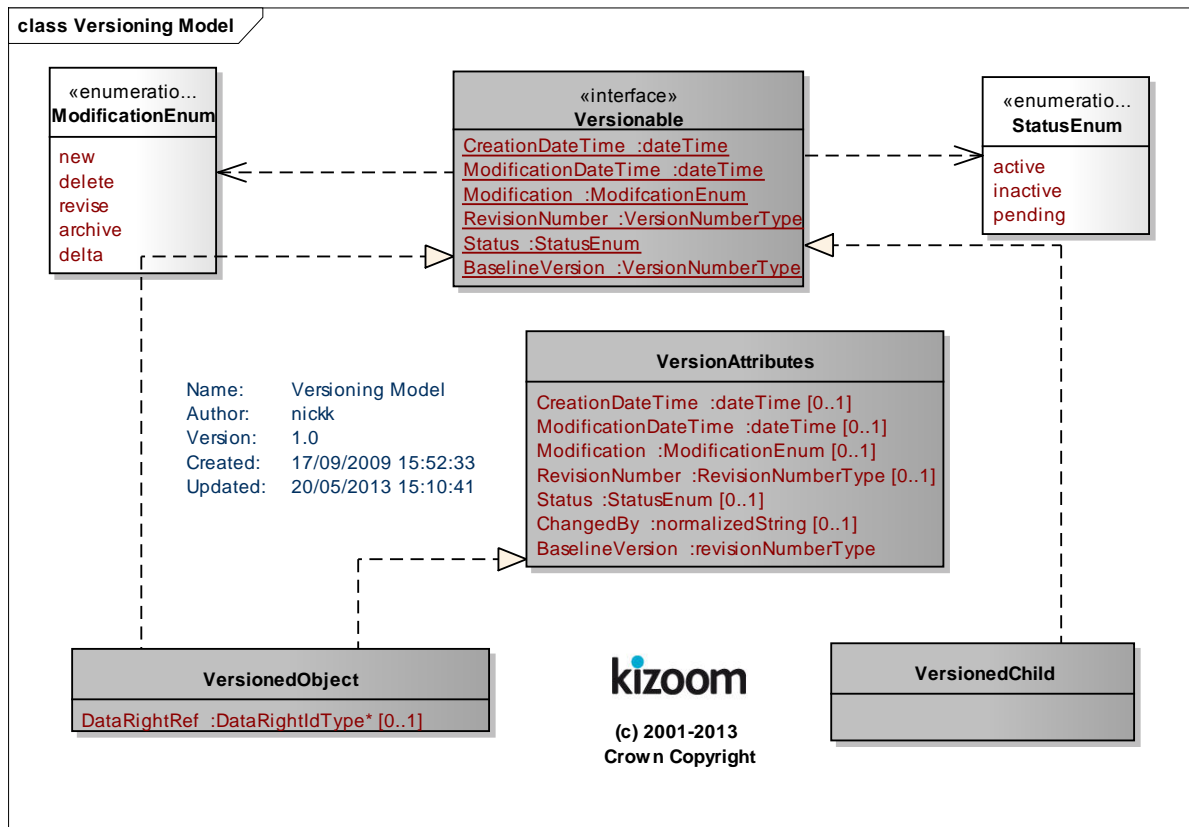 class Versioning Model
«enumeratio...
ModificationEnum
new
delete
revise
archive
delta
«interface»
Versionable
CreationDateTime :dateTime
ModificationDateTime :dateTime
Modification :ModifcationEnum
RevisionNumber :VersionNumberType
Status :StatusEnum
BaselineVersion :VersionNumberType
«enumeratio...
StatusEnum
active
inactive
pending
VersionAttributes
CreationDateTime :dateTime [0..1]
ModificationDateTime :dateTime [0..1]
Modification :ModificationEnum [0..1]
RevisionNumber :RevisionNumberType [0..1]
Status :StatusEnum [0..1]
ChangedBy :normalizedString [0..1]
BaselineVersion :revisionNumberType
Name: Versioning Model
Author: nickk
Version: 1.0
Created: 17/09/2009 15:52:33
Updated: 20/05/2013 15:10:41
VersionedObject
DataRightRef :DataRightIdType* [0..1]
kizoom
(c) 2001-2013
Crown Copyright
VersionedChild